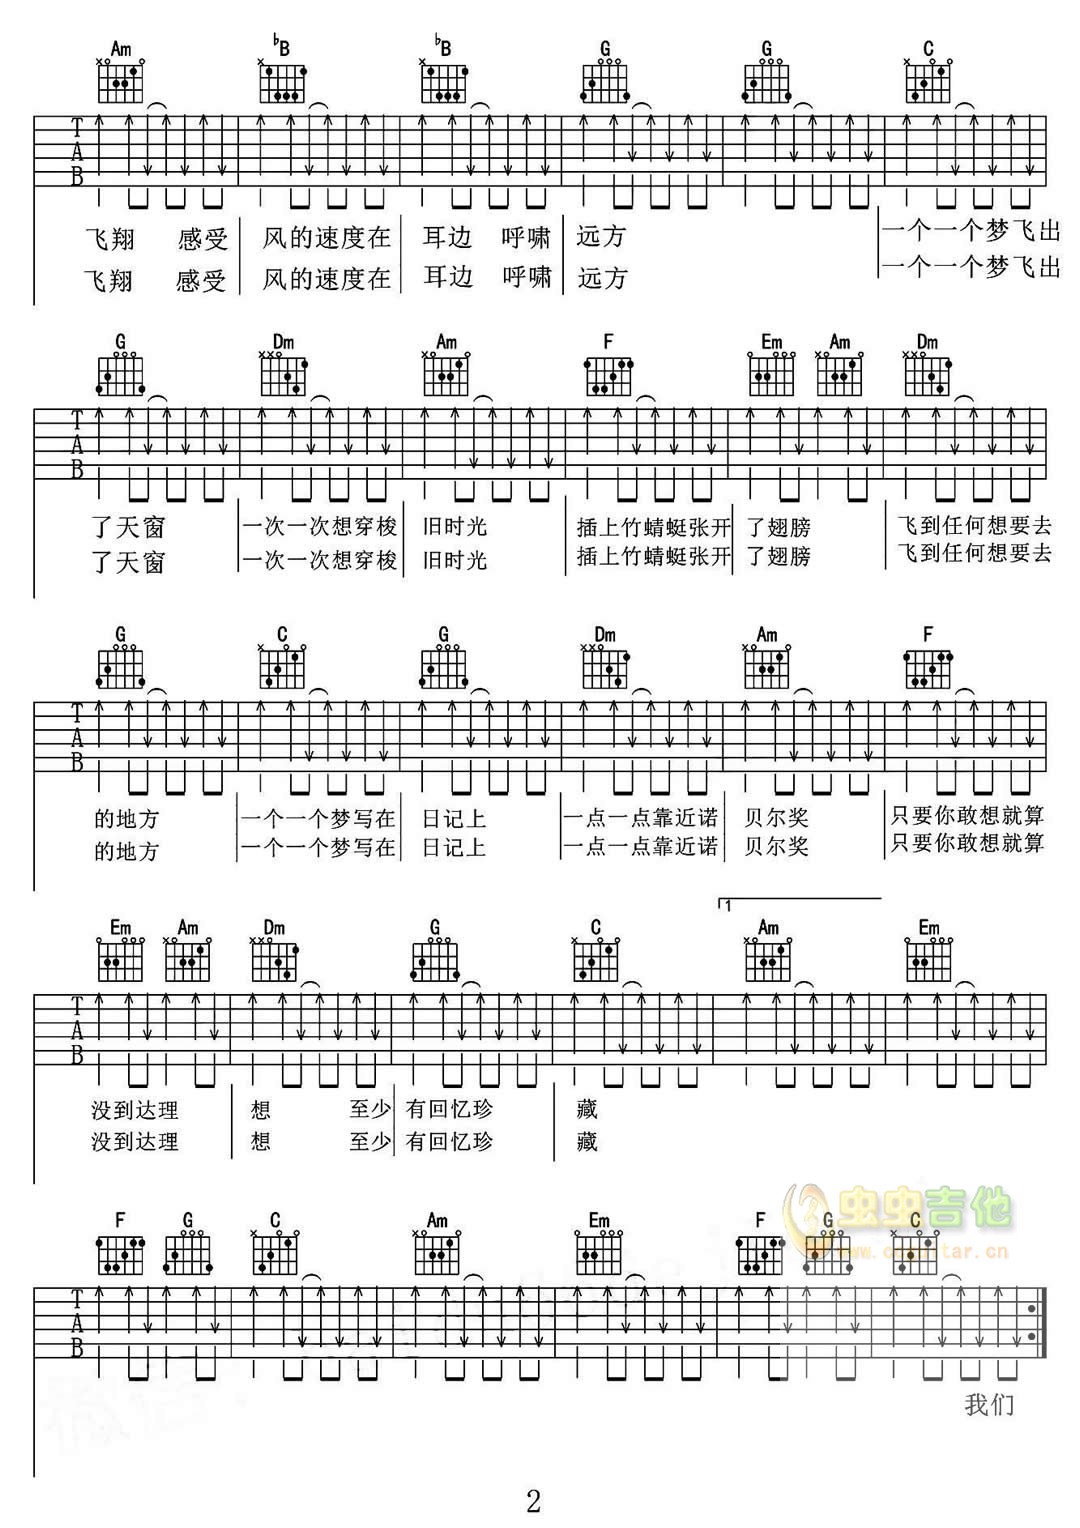 Am ♭B ♭B G G C
T
A
B
飞翔 感受 风的速度在 耳边 呼啸 远方 一个一个梦飞出
飞翔 感受 风的速度在 耳边 呼啸 远方 一个一个梦飞出
G Dm Am F Em Am Dm
T
A
B
了天窗 一次一次想穿梭 旧时光 插上竹蜻蜓张开 了翅膀 飞到任何想要去
了天窗 一次一次想穿梭 旧时光 插上竹蜻蜓张开 了翅膀 飞到任何想要去
G C G Dm Am F
T
A
B
的地方 一个一个梦写在 日记上 一点一点靠近诺 贝尔奖 只要你敢想就算
的地方 一个一个梦写在 日记上 一点一点靠近诺 贝尔奖 只要你敢想就算
1
Em Am Dm G C Am Em
T
A
B
没到达理 想 至少 有回忆珍 藏
没到达理 想 至少 有回忆珍 藏
虫虫吉他
F G C Am Em F G C
www.ccguitar.cn
T
A
B
我们
2